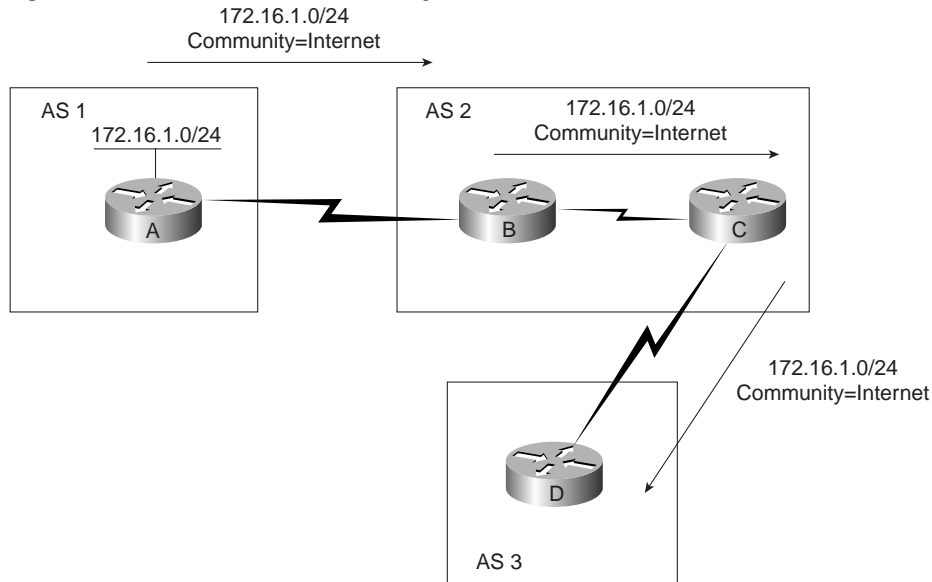 172.16.1.0/24
Community=Internet
AS 1
172.16.1.0/24
A
AS 2
172.16.1.0/24
Community=Internet
B
C
172.16.1.0/24
Community=Internet
D
AS 3